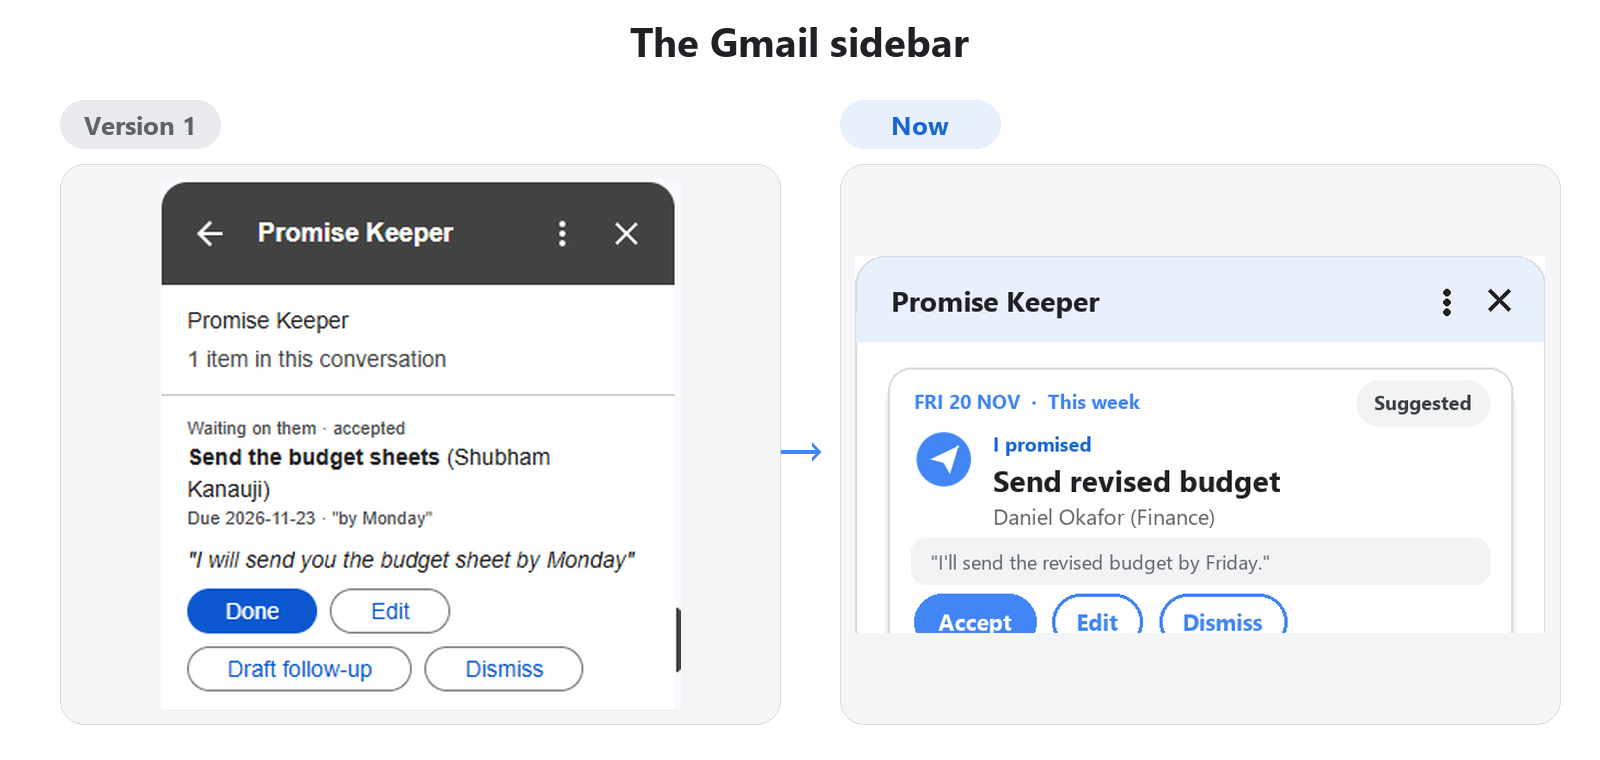 The Gmail sidebar
Version 1
Promise Keeper
Promise Keeper
1 item in this conversation
Waiting on them · accepted
Send the budget sheets (Shubham
Kanauji)
Due 2026-11-23 · "by Monday"
"I will send you the budget sheet by Monday"
Done
Edit
Draft follow-up
Dismiss
Now
Promise Keeper
FRI 20 NOV · This week
Suggested
I promised
Send revised budget
Daniel Okafor (Finance)
"I'll send the revised budget by Friday."
Accept
Edit
Dismiss